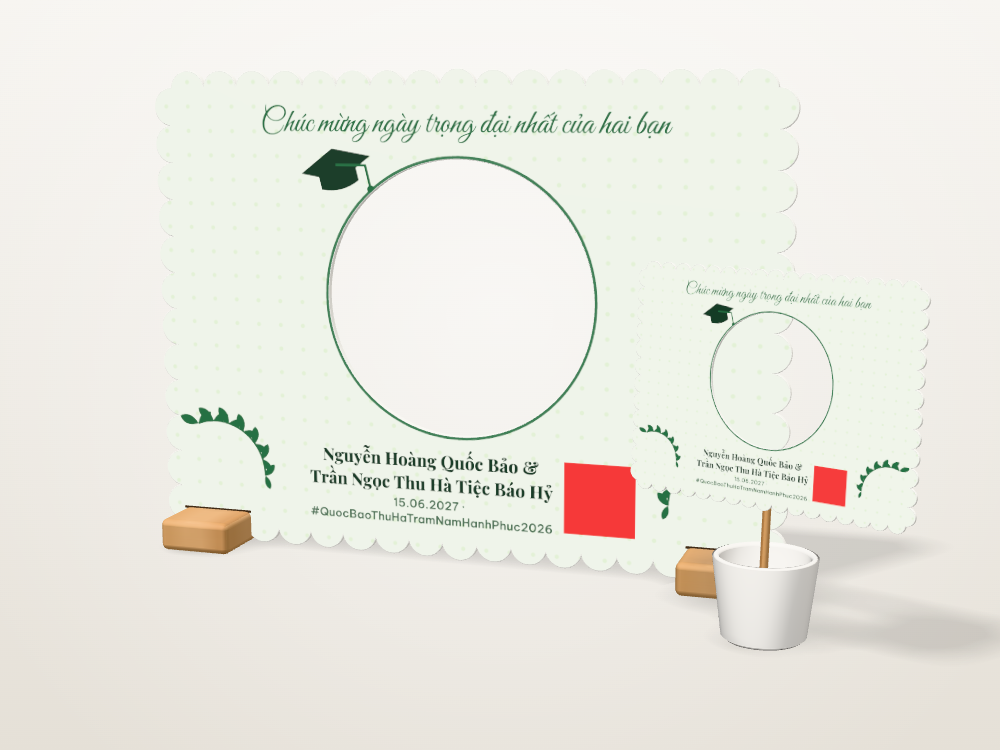 Chúc mừng ngày trọng đại nhất của hai bạn
Nguyễn Hoàng Quốc Bảo &
Trần Ngọc Thu Hà Tiệc Báo Hỷ
15.06.2027
#QuocBaoThuHaTramNamHanhPhuc2026
Chúc mừng ngày trọng đại nhất của hai bạn
Nguyễn Hoàng Quốc Bảo &
Trần Ngọc Thu Hà Tiệc Báo Hỷ
15.06.2027
#QuocBaoThuHaTramNamHanhPhuc2026